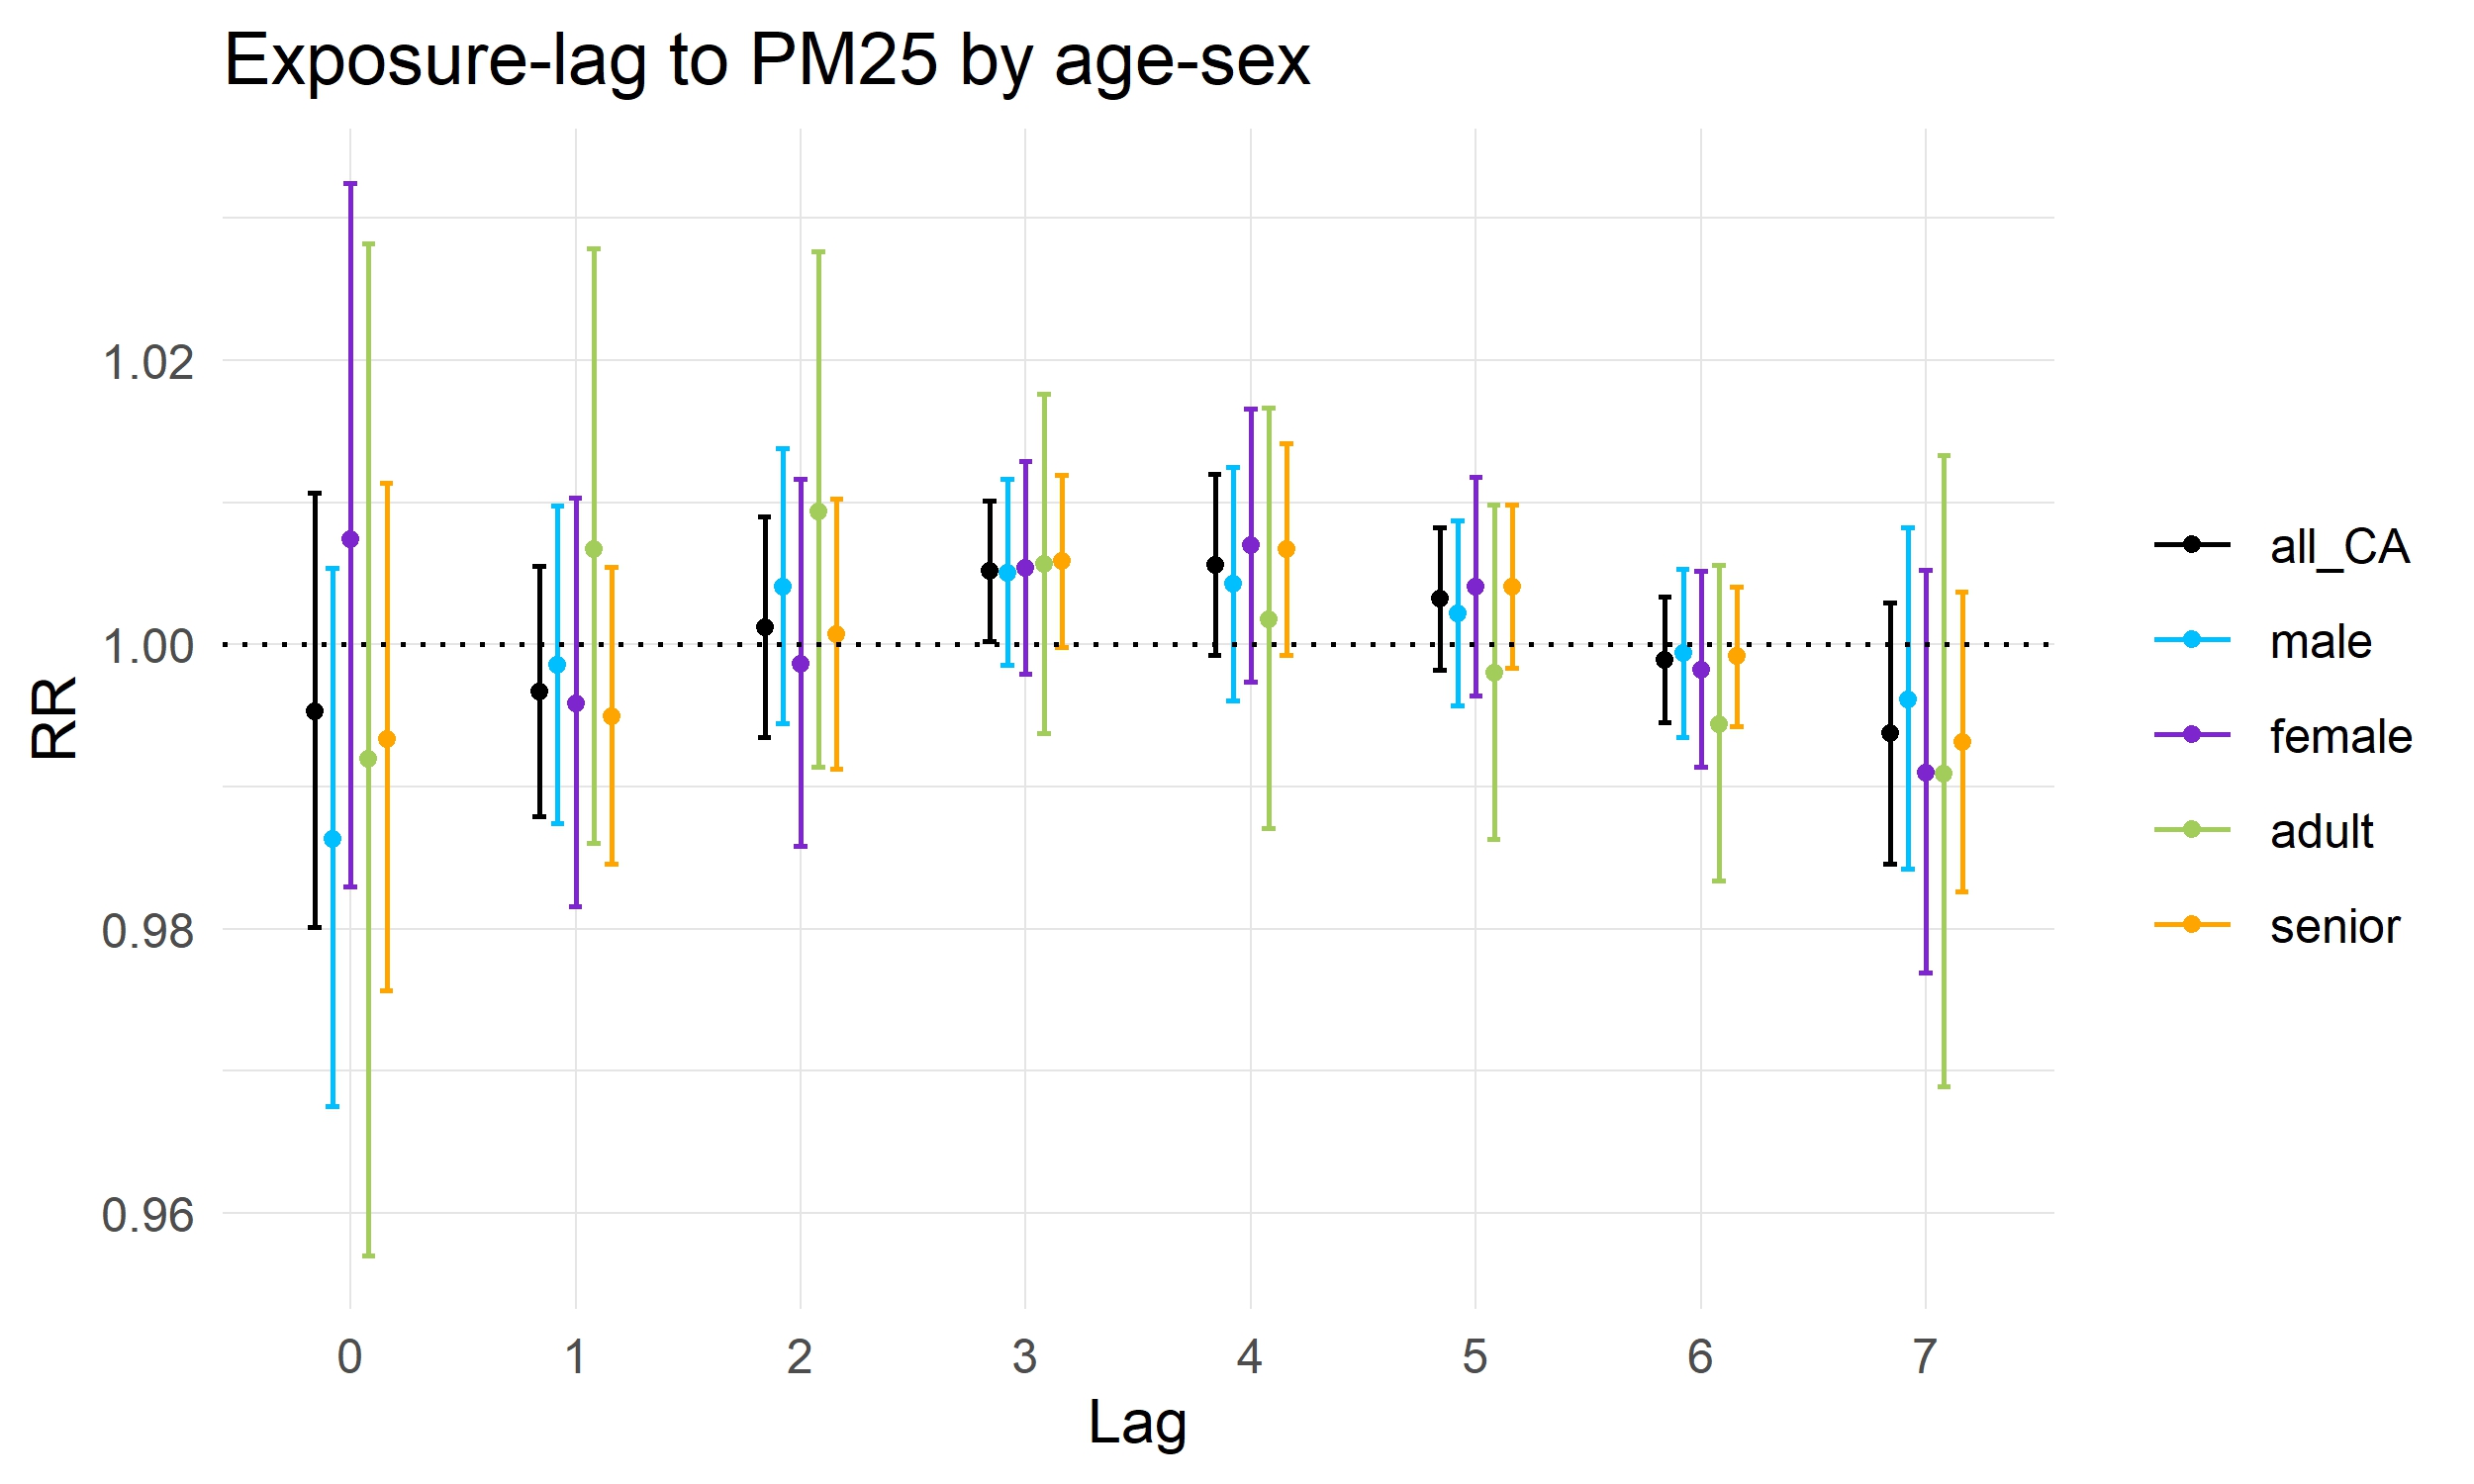 Exposure-lag to PM25 by age-sex
RR
1.02
1.00
0.98
0.96
0 1 2 3 4 5 6 7
Lag
all_CA
male
female
adult
senior